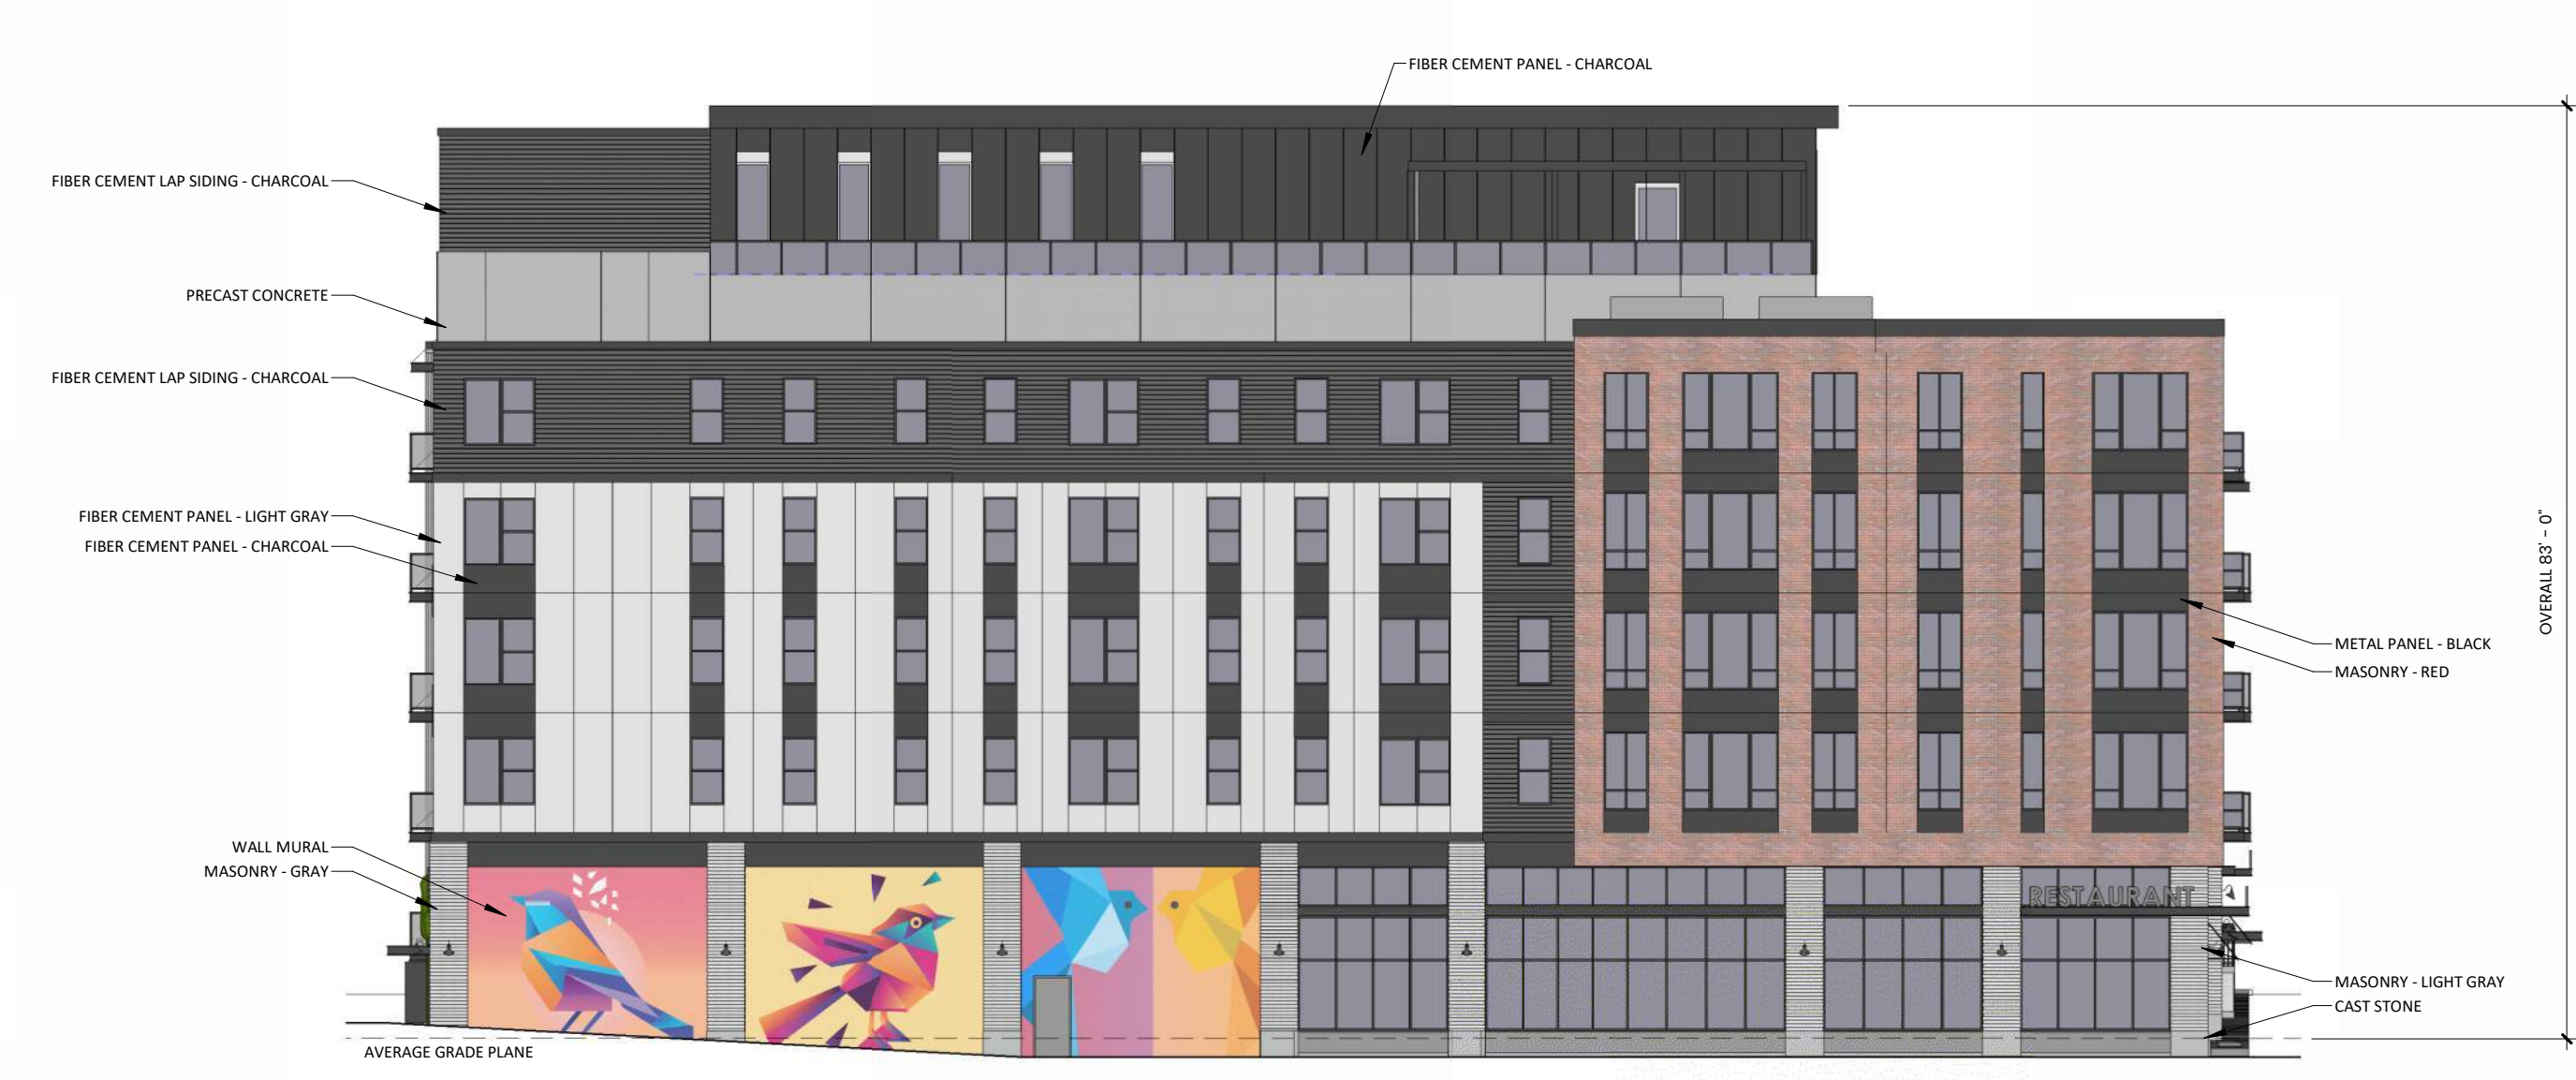 FIBER CEMENT PANEL - CHARCOAL
FIBER CEMENT LAP SIDING - CHARCOAL
PRECAST CONCRETE
FIBER CEMENT LAP SIDING - CHARCOAL
FIBER CEMENT PANEL - LIGHT GRAY
FIBER CEMENT PANEL - CHARCOAL
OVERALL 83' - 0"
METAL PANEL - BLACK
MASONRY - RED
WALL MURAL
MASONRY - GRAY
RESTAURANT
MASONRY - LIGHT GRAY
CAST STONE
AVERAGE GRADE PLANE